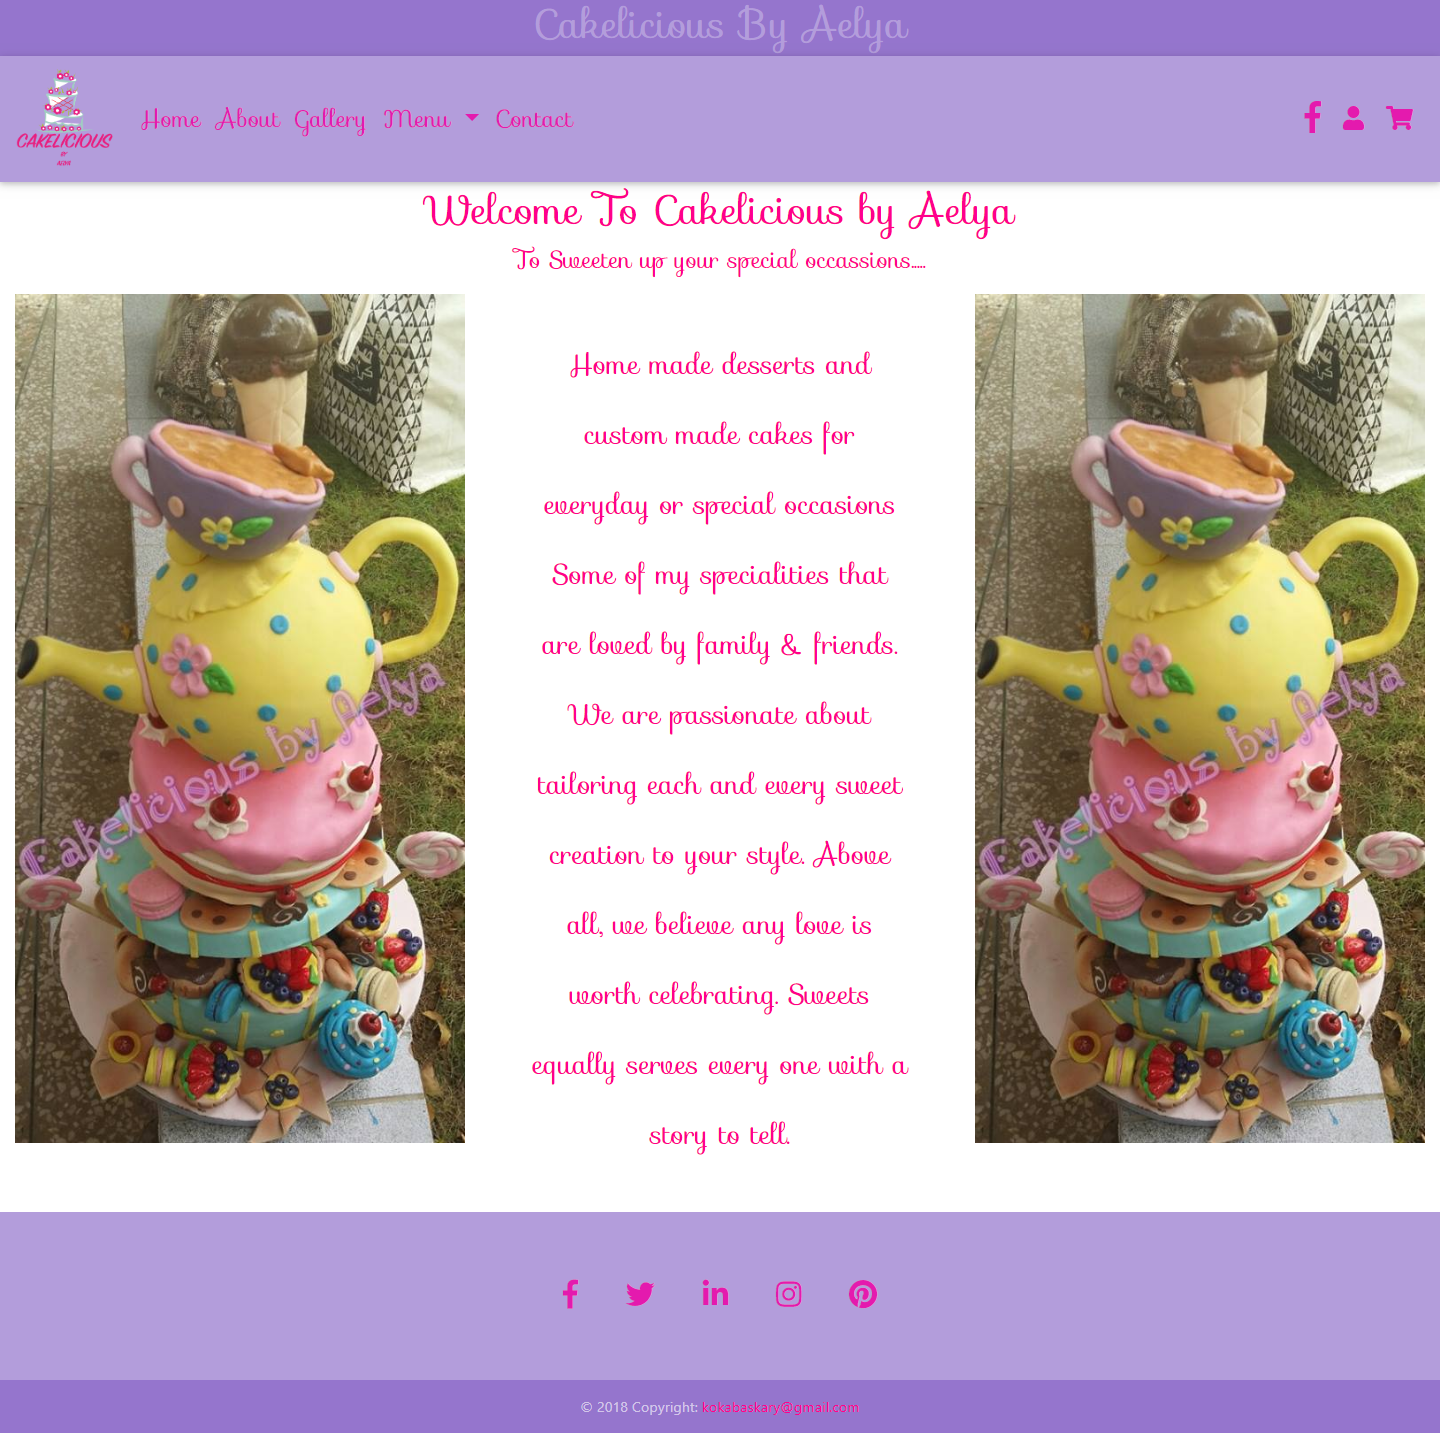 Cakelicious By Aelya
CAKELICIOUS
BY
AELYA
Home About Gallery Menu Contact
Welcome To Cakelicious by Aelya
To Sweeten up your special occassions.....
Cakelicious by Aelya
Home made desserts and
custom made cakes for
everyday or special occasions
Some of my specialities that
are loved by family & friends.
We are passionate about
tailoring each and every sweet
creation to your style. Above
all, we believe any love is
worth celebrating. Sweets
equally serves every one with a
story to tell.
Cakelicious by Aelya
© 2018 Copyright: kokabaskary@gmail.com